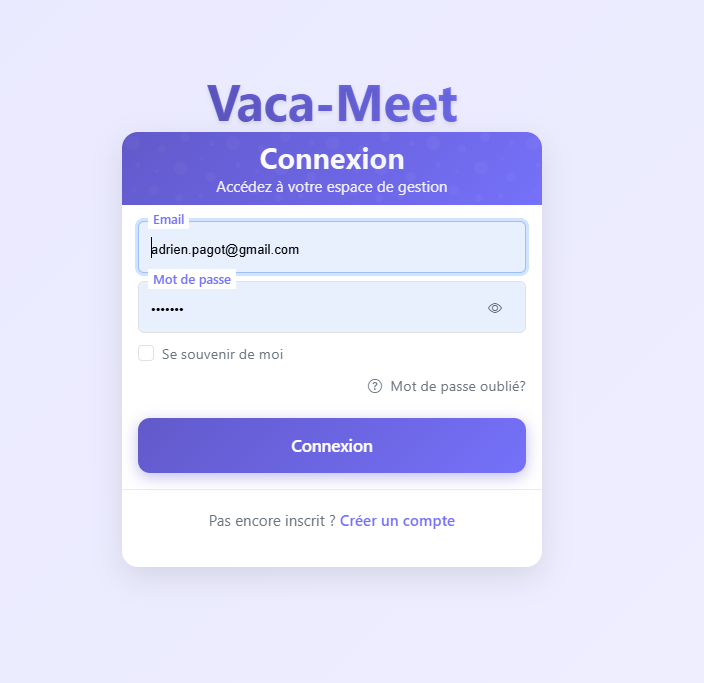 Vaca-Meet
Connexion
Accédez à votre espace de gestion
Email
adrien.pagot@gmail.com
Mot de passe
•••••••
Se souvenir de moi
Mot de passe oublié?
Connexion
Pas encore inscrit ? Créer un compte